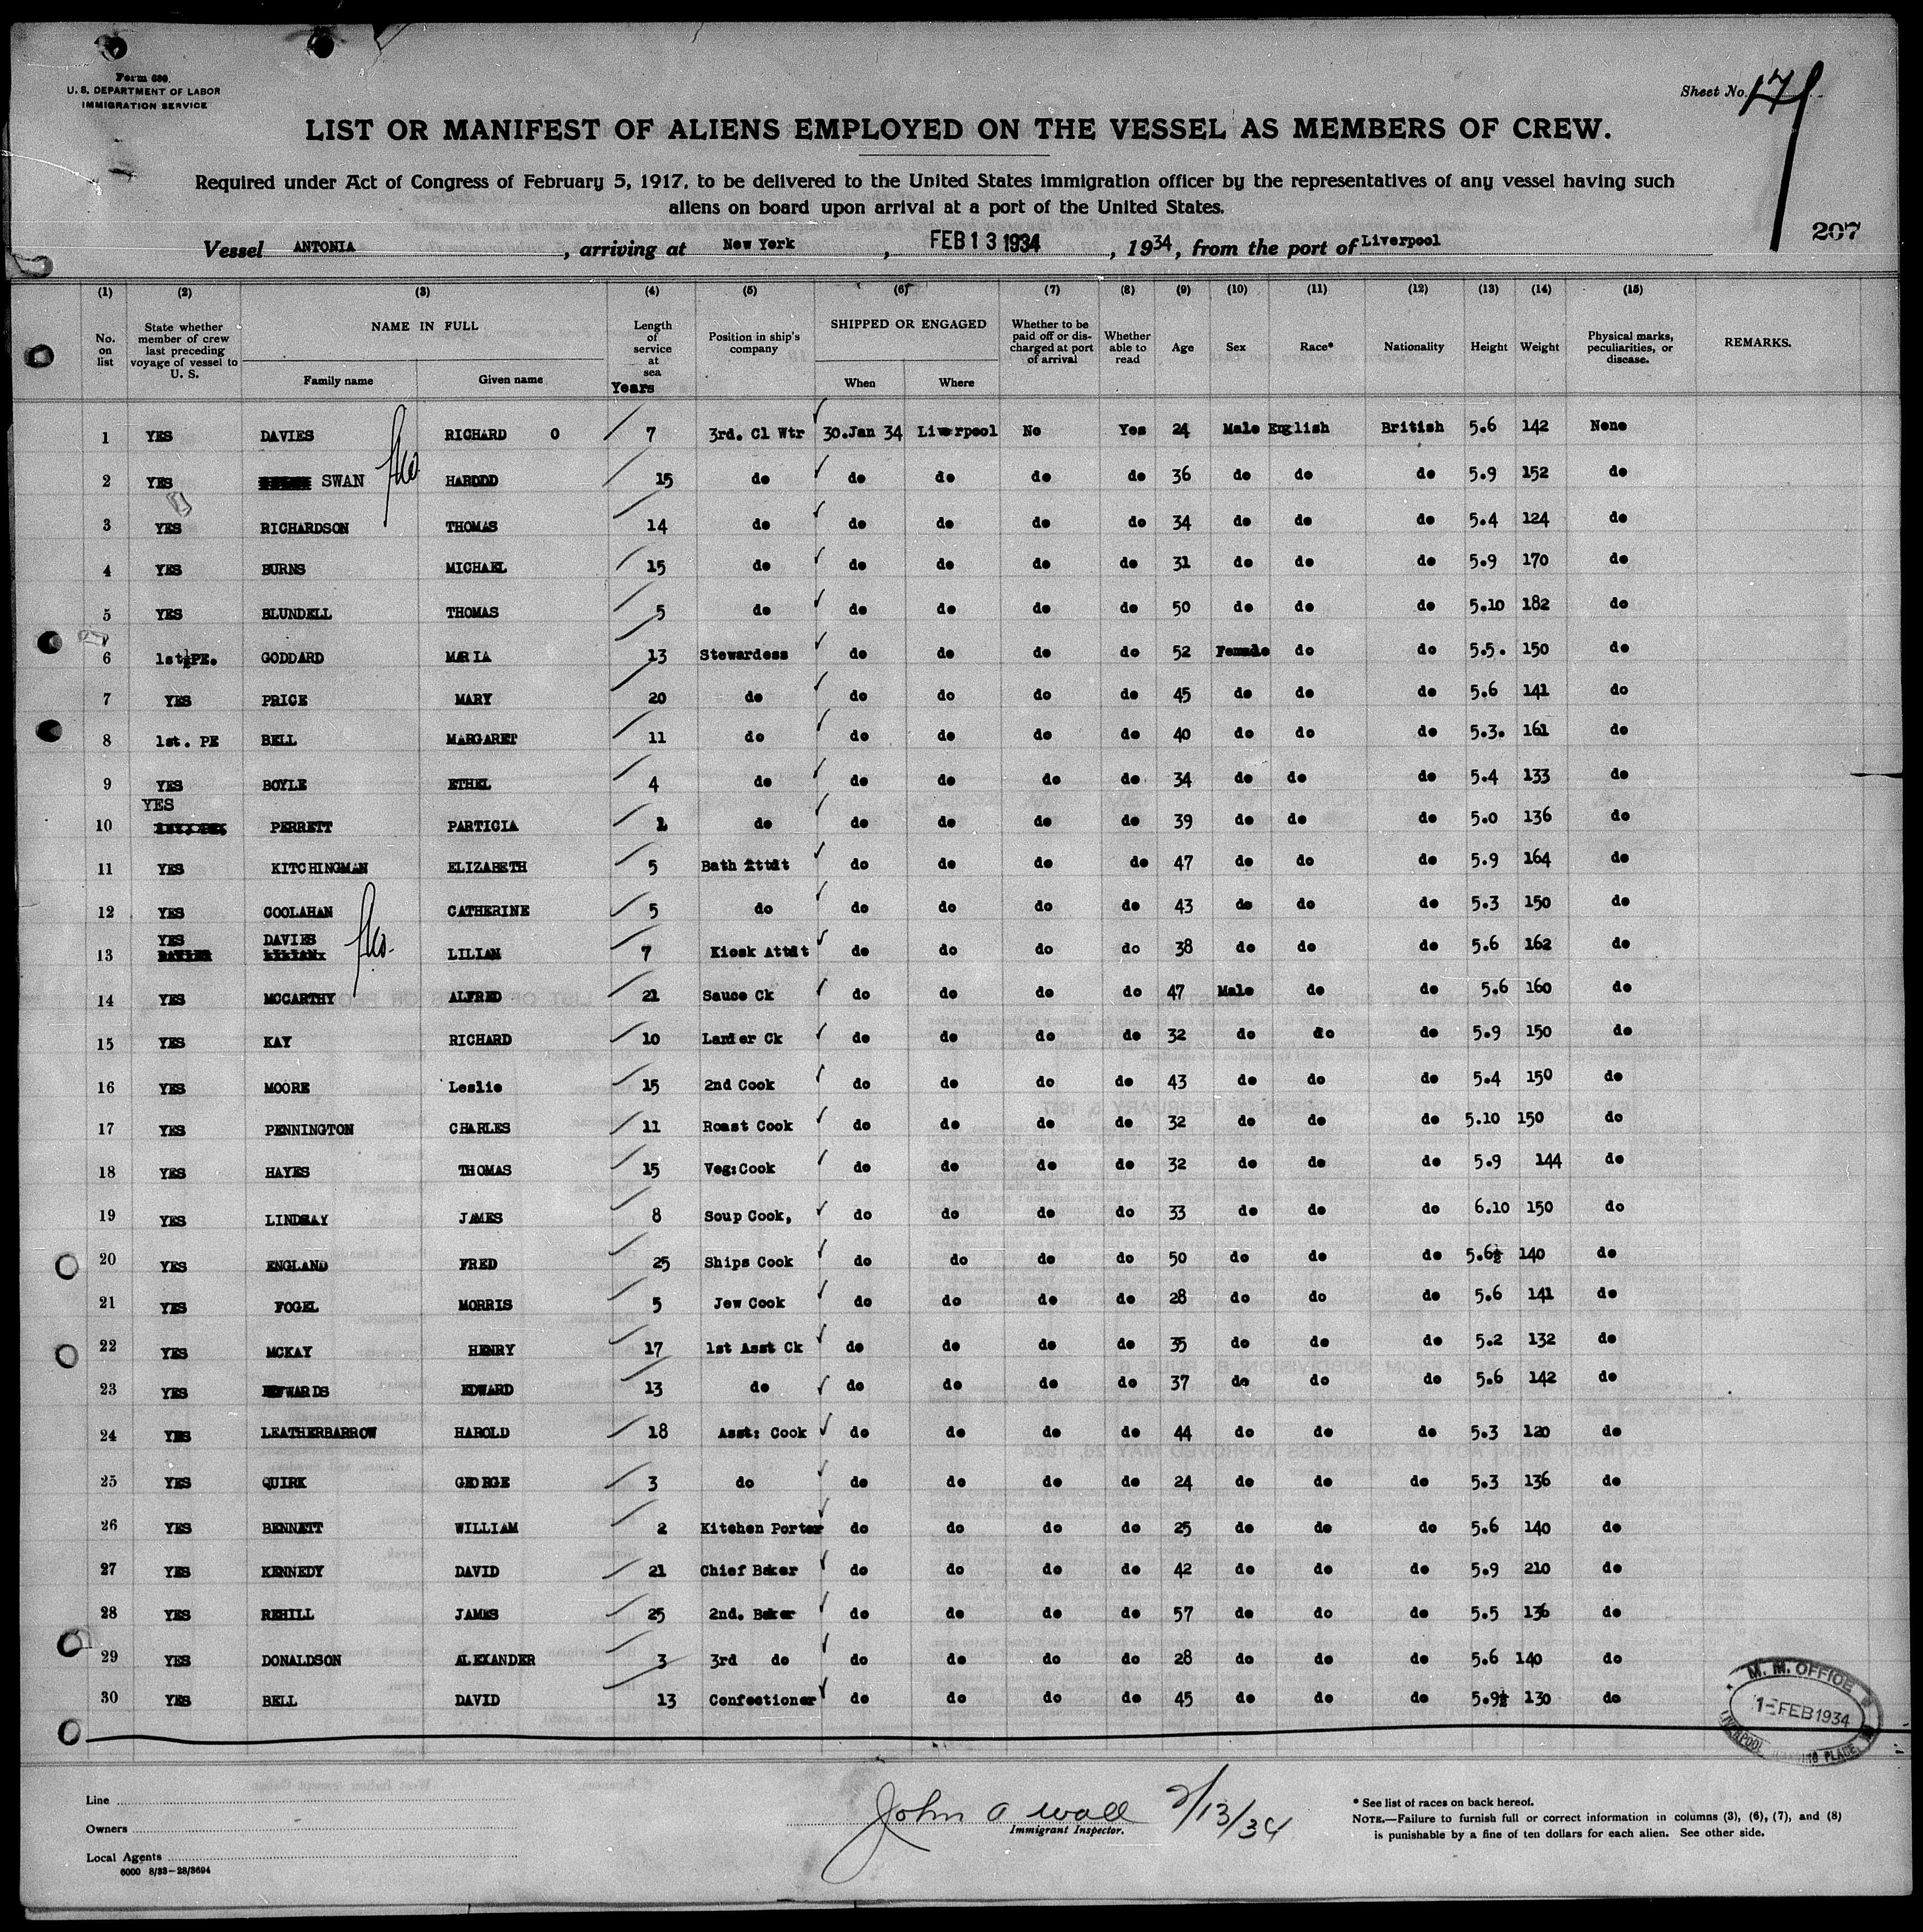 Form 680
U. S. DEPARTMENT OF LABOR
IMMIGRATION SERVICE
Sheet No.
LIST OR MANIFEST OF ALIENS EMPLOYED ON THE VESSEL AS MEMBERS OF CREW.
Required under Act of Congress of February 5, 1917, to be delivered to the United States immigration officer by the representatives of any vessel having such
aliens on board upon arrival at a port of the United States.
207
Vessel ANTONIA, arriving at New York, FEB 13 1934, 1934, from the port of Liverpool
(1) (2) (3) (4) (5) (6) (7) (8) (9) (10) (11) (12) (13) (14) (15)
No. on list State whether member of crew last preceding voyage of vessel to U. S. NAME IN FULL Family name Given name Length of service at sea Years Position in ship's company SHIPPED OR ENGAGED When Where Whether to be paid off or discharged at port of arrival Whether able to read Age Sex Race* Nationality Height Weight Physical marks, peculiarities, or disease. REMARKS.
1 YES DAVIES RICHARD O 7 3rd. Cl Wtr 30.Jan 34 Liverpool No Yes 24 Male English British 5.6 142 None
2 YES SWAN HARDDD 15 do do do do do 36 do do do 5.9 152 do
3 YES RICHARDSON THOMAS 14 do do do do do 34 do do do 5.4 124 do
4 YES BURNS MICHAEL 15 do do do do do 31 do do do 5.9 170 do
5 YES BLUNDELL THOMAS 5 do do do do do 50 do do do 5.10 182 do
6 1st PE. GODDARD MARIA 13 Stewardess do do do do 52 Female do do 5.5. 150 do
7 YES PRICE MARY 20 do do do do do 45 do do do 5.6 141 do
8 1st. PE BELL MARGARET 11 do do do do do 40 do do do 5.3. 161 do
9 YES BOYLE ETHEL 4 do do do do do 34 do do do 5.4 133 do
10 YES PERRETT PARTICIA 1 do do do do do 39 do do do 5.0 136 do
11 YES KITCHINGMAN ELIZABETH 5 Bath Attdt do do do do 47 do do do 5.9 164 do
12 YES COOLAHAN CATHERINE 5 do do do do do 43 do do do 5.3 150 do
13 YES DAVIES LILIAN 7 Kiosk Attdt do do do do 38 do do do 5.6 162 do
14 YES MCCARTHY ALFRED 21 Sauce Ck do do do do 47 Male do do 5.6 160 do
15 YES KAY RICHARD 10 Larder Ck do do do do 32 do do do 5.9 150 do
16 YES MOORE Leslie 15 2nd Cook do do do do 43 do do do 5.4 150 do
17 YES PENNINGTON CHARLES 11 Roast Cook do do do do 32 do do do 5.10 150 do
18 YES HAYES THOMAS 15 Veg:Cook do do do do 32 do do do 5.9 144 do
19 YES LINDSAY JAMES 8 Soup Cook, do do do do 33 do do do 6.10 150 do
20 YES ENGLAND FRED 25 Ships Cook do do do do 50 do do do 5.6½ 140 do
21 YES FOGEL MORRIS 5 Jew Cook do do do do 28 do do do 5.6 141 do
22 YES MCKAY HENRY 17 1st Asst Ck do do do do 35 do do do 5.2 132 do
23 YES EDWARD 13 do do do do do 37 do do do 5.6 142 do
24 YES LEATHERBARROW HAROLD 18 Asst: Cook do do do do 44 do do do 5.3 120 do
25 YES QUIRK GEORGE 3 do do do do do 24 do do do 5.3 136 do
26 YES BENNETT WILLIAM 2 Kitchen Porter do do do do 25 do do do 5.6 140 do
27 YES KENNEDY DAVID 21 Chief Baker do do do do 42 do do do 5.9 210 do
28 YES REHILL JAMES 25 2nd. Baker do do do do 57 do do do 5.5 136 do
29 YES DONALDSON ALEXANDER 3 3rd do do do do do 28 do do do 5.6 140 do
30 YES BELL DAVID 13 Confectioner do do do do 45 do do do 5.9½ 130 do
M. M. OFFICE
1-FEB1934
LIVERPOOL PLACE
Line
Owners
Local Agents
6000 8/33-28/3694
John A Wall 2/13/34
Immigrant Inspector.
* See list of races on back hereof.
NOTE.—Failure to furnish full or correct information in columns (3), (6), (7), and (8)
is punishable by a fine of ten dollars for each alien. See other side.